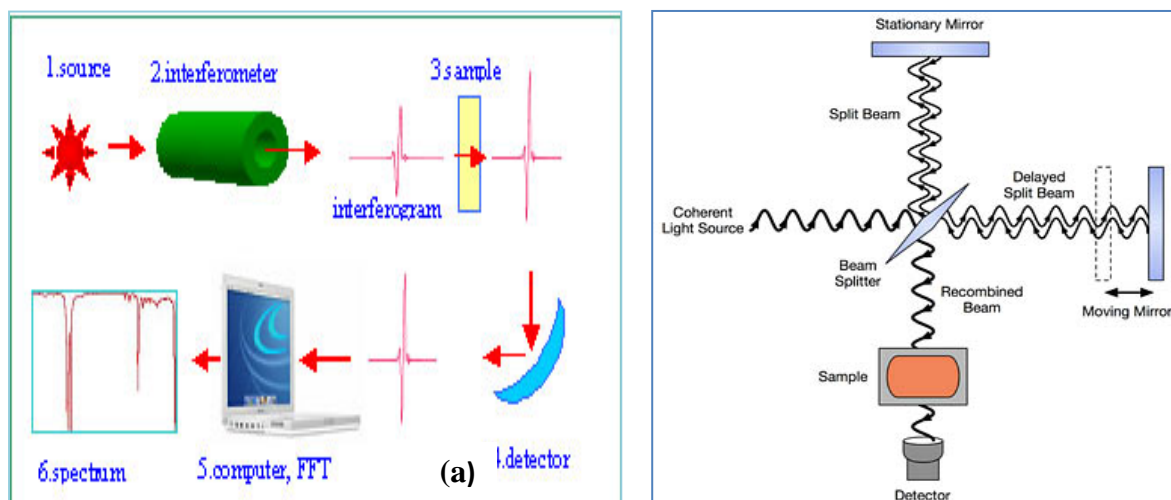 1.source
2.interferometer
3.sample
interferogram
6.spectrum
5.computer, FFT
(a)
4.detector
Stationary Mirror
Split Beam
Delayed
Split Beam
Coherent
Light Source
Beam
Splitter
Recombined
Beam
Moving Mirror
Sample
Detector